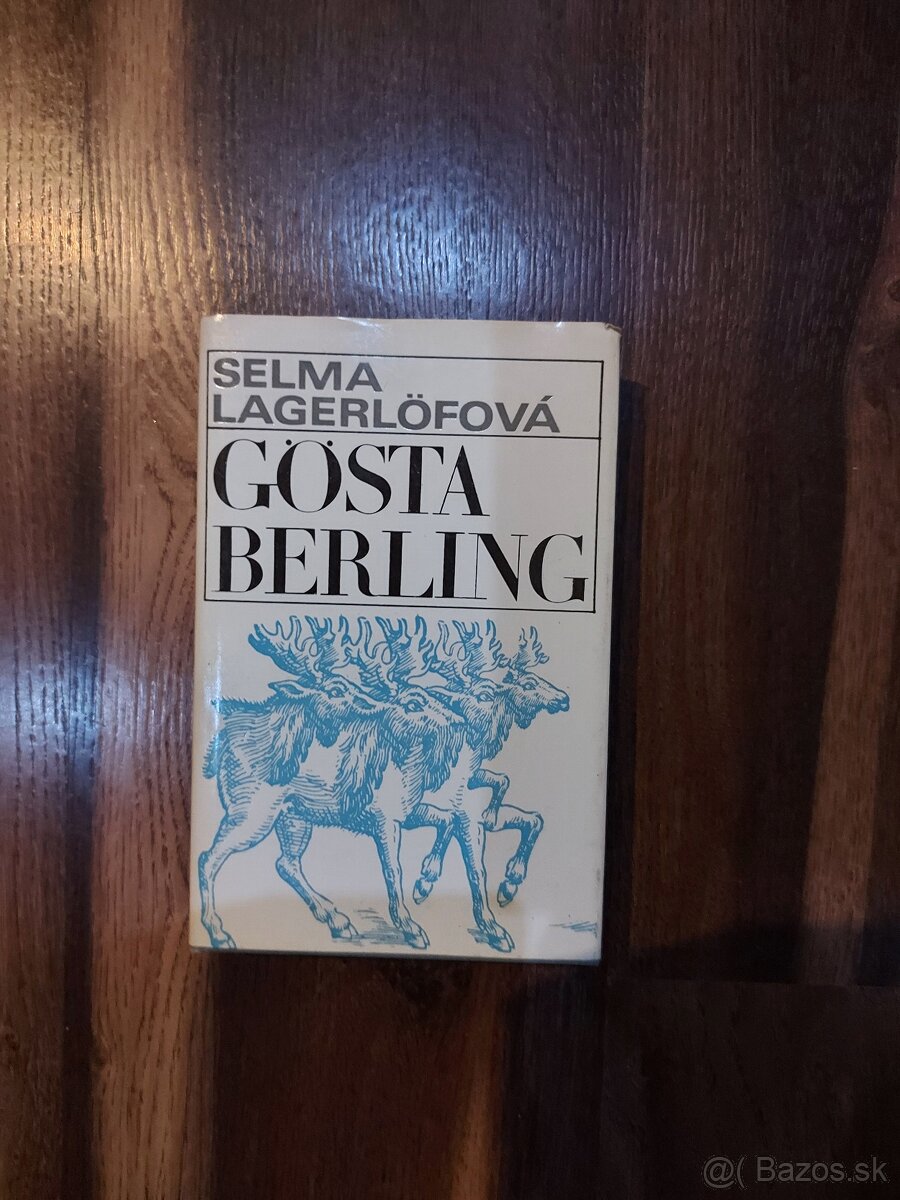 SELMA
LAGERLÖFOVÁ
GÖSTA
BERLING
@( Bazos.sk